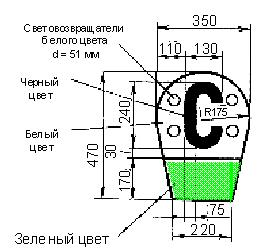 350
Световозвращатели
белого цвета
d = 51 мм
110
130
Черный
цвет
С
R175
240
Белый
цвет
470
30
170
75
220
Зеленый цвет